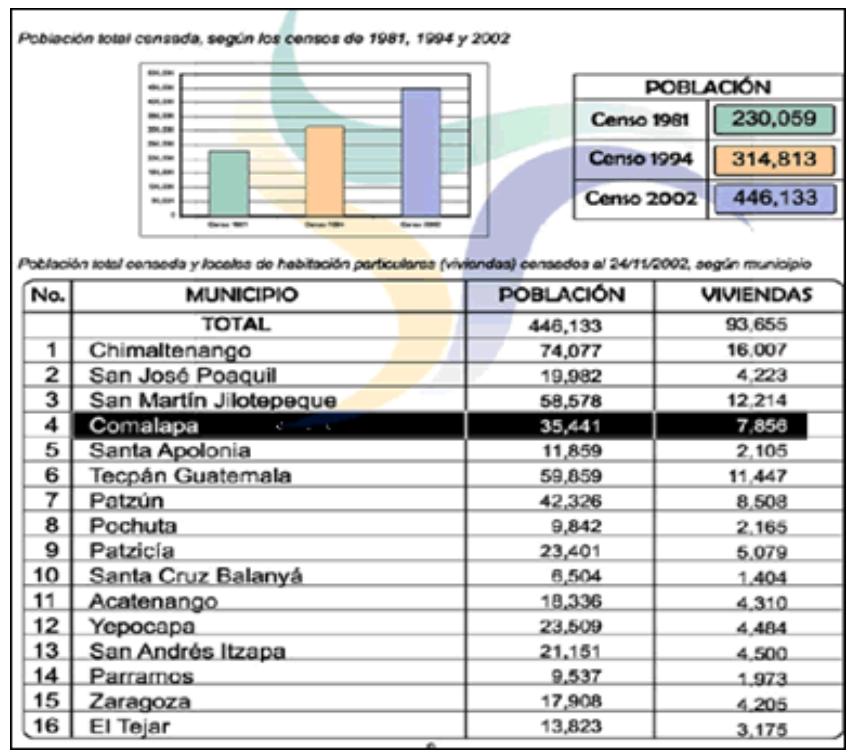 Población total censada, según los censos de 1981, 1994 y 2002
POBLACIÓN
Censo 1981 230,059
Censo 1994 314,813
Censo 2002 446,133
Censo 1981 Censo 1994 Censo 2002
Población total censada y locales de habitación particulares (viviendas) censados al 24/11/2002, según municipio
No. MUNICIPIO POBLACIÓN VIVIENDAS
TOTAL 446,133 93,655
1 Chimaltenango 74,077 16,007
2 San José Poaquil 19,982 4,223
3 San Martín Jilotepeque 58,578 12,214
4 Comalapa 35,441 7,856
5 Santa Apolonia 11,859 2,105
6 Tecpán Guatemala 59,859 11,447
7 Patzún 42,326 8,508
8 Pochuta 9,842 2,165
9 Patzicía 23,401 5,079
10 Santa Cruz Balanyá 6,504 1,404
11 Acatenango 18,336 4,310
12 Yepocapa 23,509 4,484
13 San Andrés Itzapa 21,151 4,500
14 Parramos 9,537 1,973
15 Zaragoza 17,908 4,205
16 El Tejar 13,823 3,175